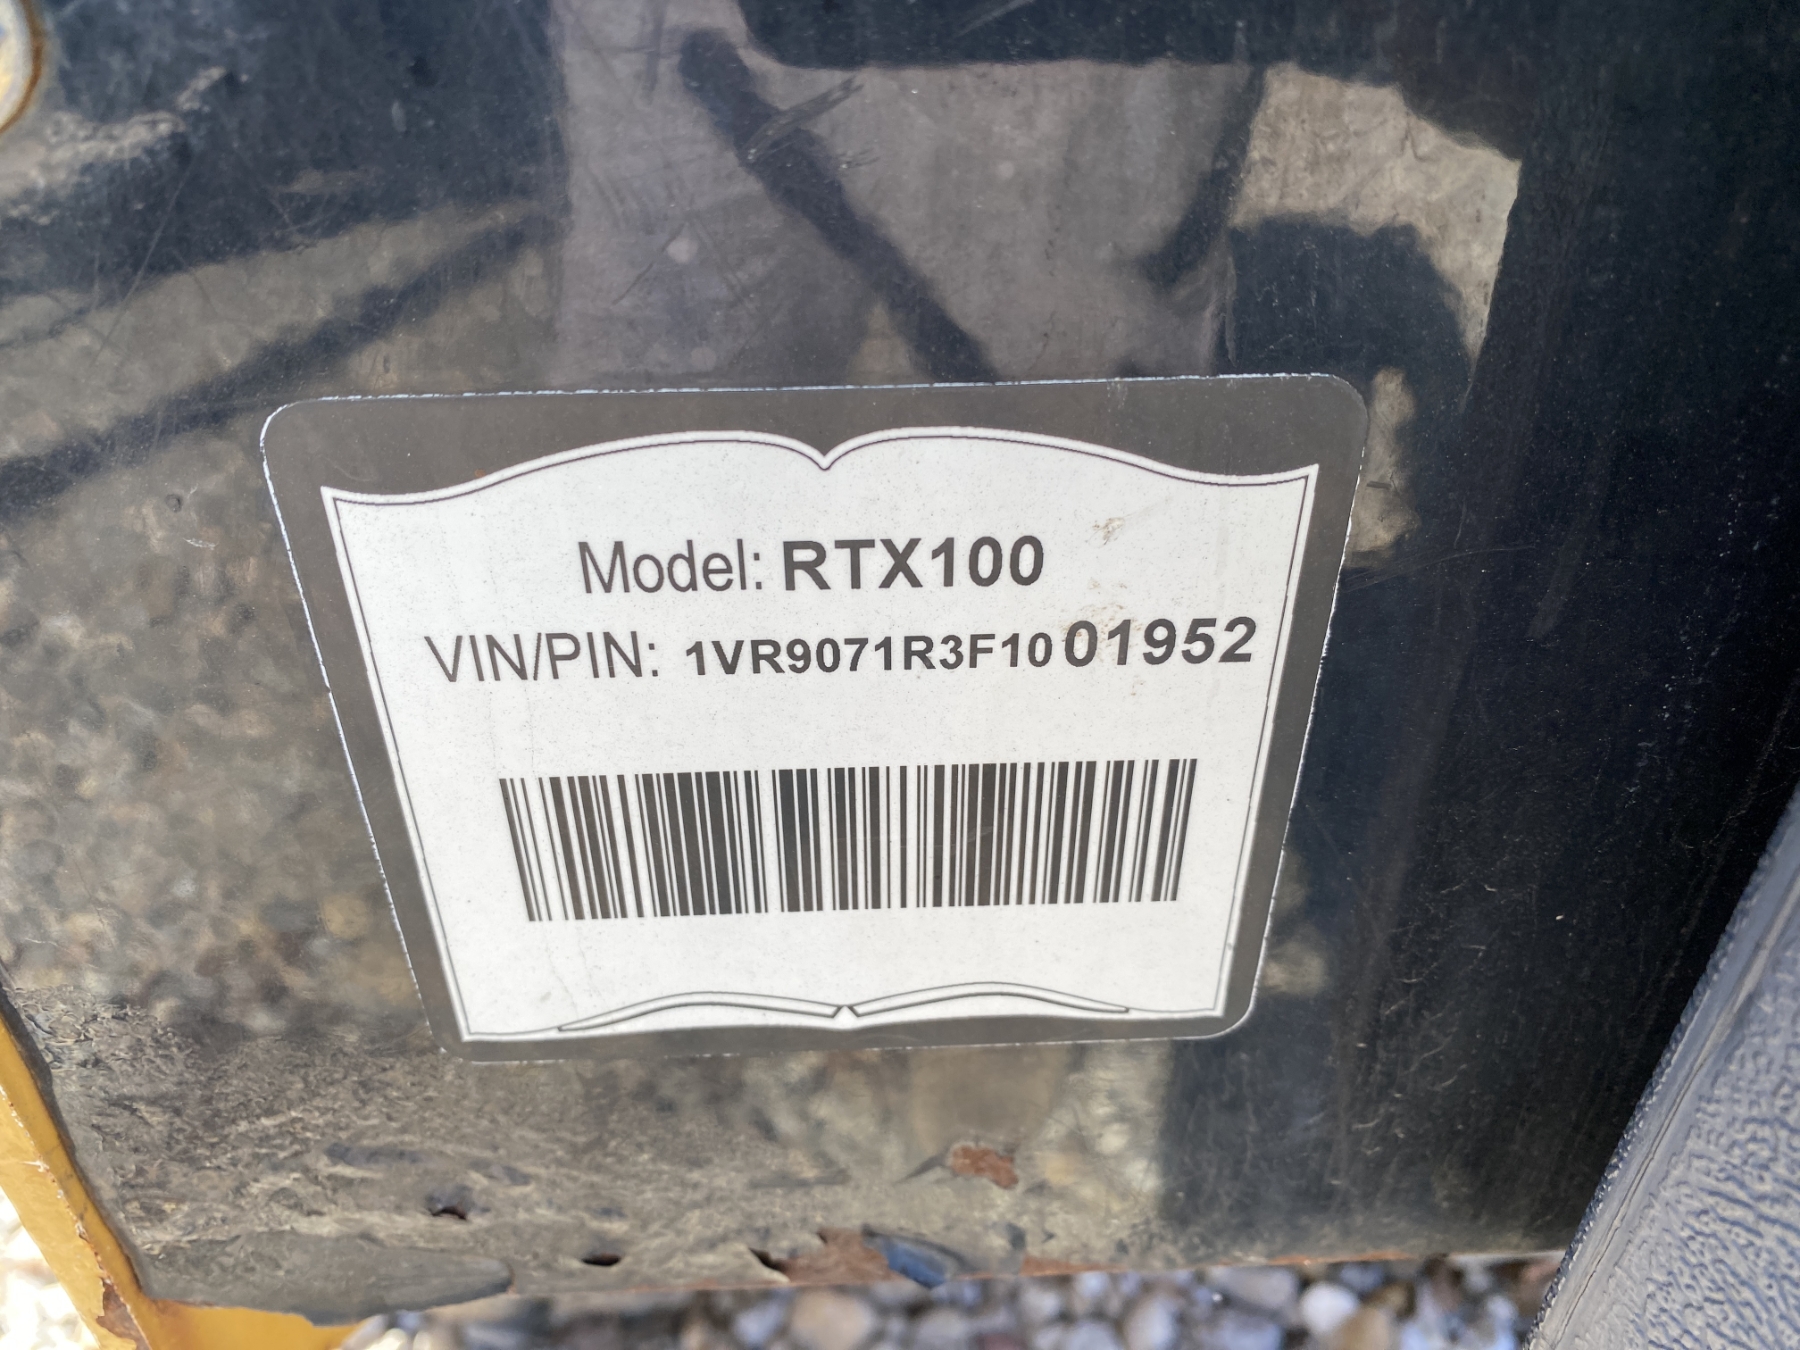 Model: RTX100
VIN/PIN: 1VR9071R3F1001952